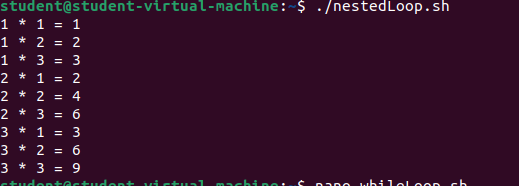 student@student-virtual-machine:~$ ./nestedLoop.sh
1 * 1 = 1
1 * 2 = 2
1 * 3 = 3
2 * 1 = 2
2 * 2 = 4
2 * 3 = 6
3 * 1 = 3
3 * 2 = 6
3 * 3 = 9
student@student-virtual-machine:~$ nano whileLoop.sh